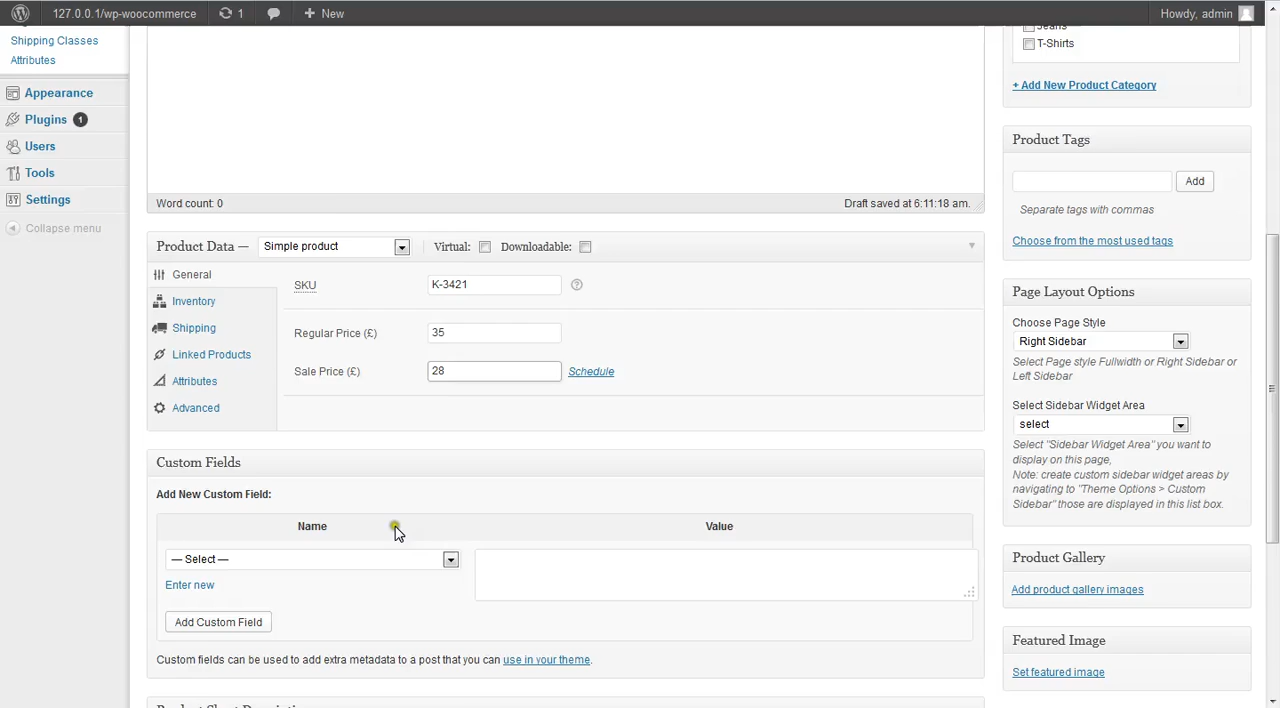 127.0.0.1/wp-woocommerce 1 New Howdy, admin
Shipping Classes
Attributes
Appearance
Plugins 1
Users
Tools
Settings
Collapse menu
Word count: 0 Draft saved at 6:11:18 am.
Product Data — Simple product Virtual: Downloadable:
General
Inventory
Shipping
Linked Products
Attributes
Advanced
SKU K-3421 ?
Regular Price (£) 35
Sale Price (£) 28 Schedule
Custom Fields
Add New Custom Field:
Name Value
— Select —
Enter new
Add Custom Field
Custom fields can be used to add extra metadata to a post that you can use in your theme.
Product Short Description
Jeans
T-Shirts
+ Add New Product Category
Product Tags
Add
Separate tags with commas
Choose from the most used tags
Page Layout Options
Choose Page Style
Right Sidebar
Select Page style Fullwidth or Right Sidebar or
Left Sidebar
Select Sidebar Widget Area
select
Select "Sidebar Widget Area" you want to
display on this page,
Note: create custom sidebar widget areas by
navigating to "Theme Options > Custom
Sidebar" those are displayed in this list box.
Product Gallery
Add product gallery images
Featured Image
Set featured image